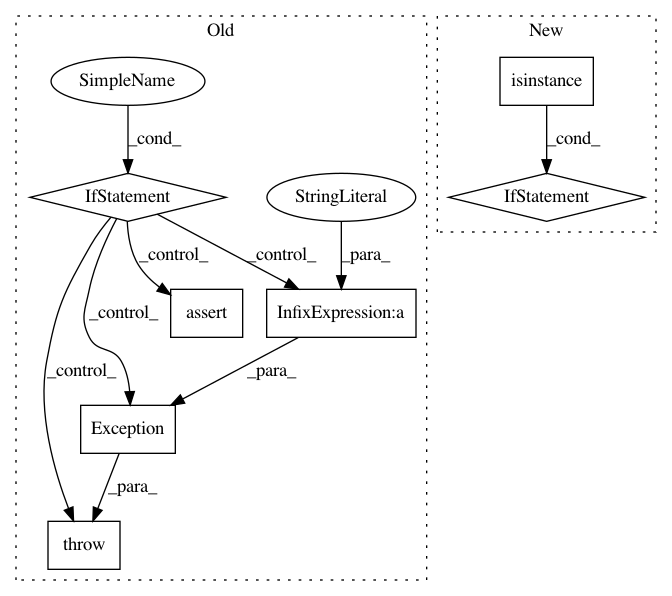 Old
New
SimpleName
isinstance
_cond_
_cond_
IfStatement
StringLiteral
IfStatement
_control_
_control_
_para_
_control_
_control_
assert
InfixExpression:a
_para_
Exception
_para_
throw